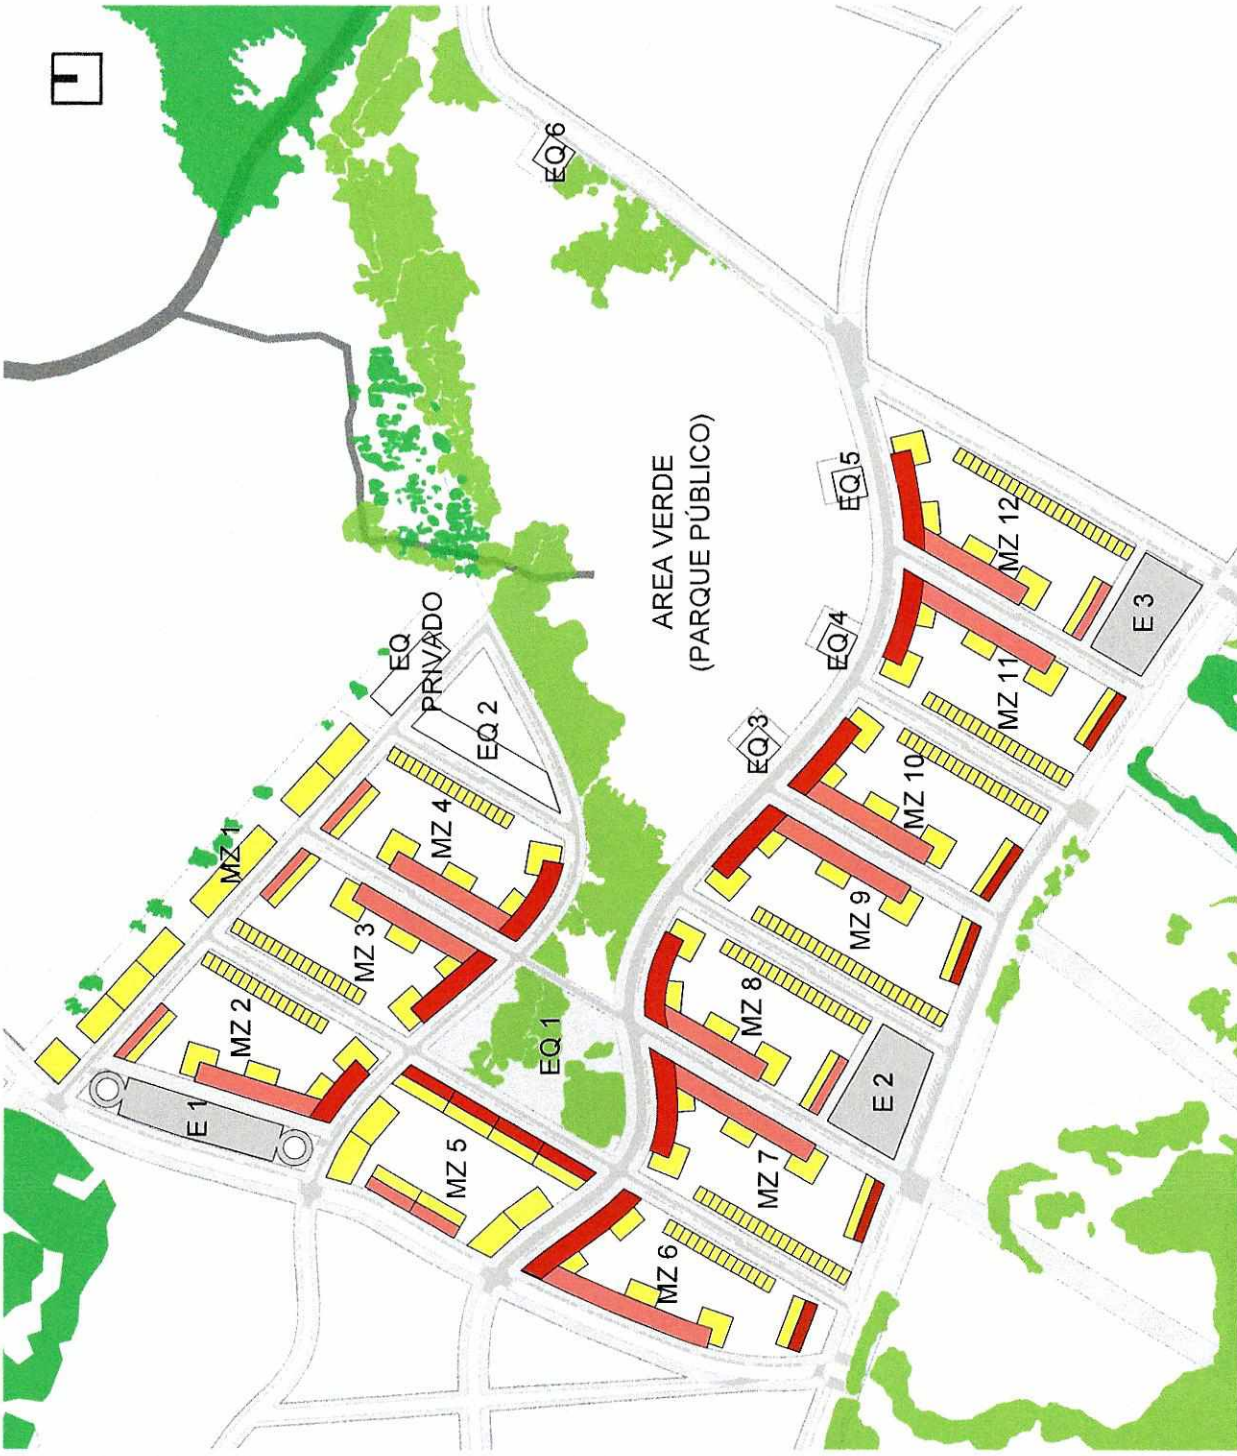 EQ 6
AREA VERDE
(PARQUE PÚBLICO)
EQ 5
EQ 4
EQ 3
EQ
PRIVADO
EQ 2
EQ 1
MZ 1
MZ 2
MZ 3
MZ 4
MZ 5
MZ 6
MZ 7
MZ 8
MZ 9
MZ 10
MZ 11
MZ 12
E 1
E 2
E 3